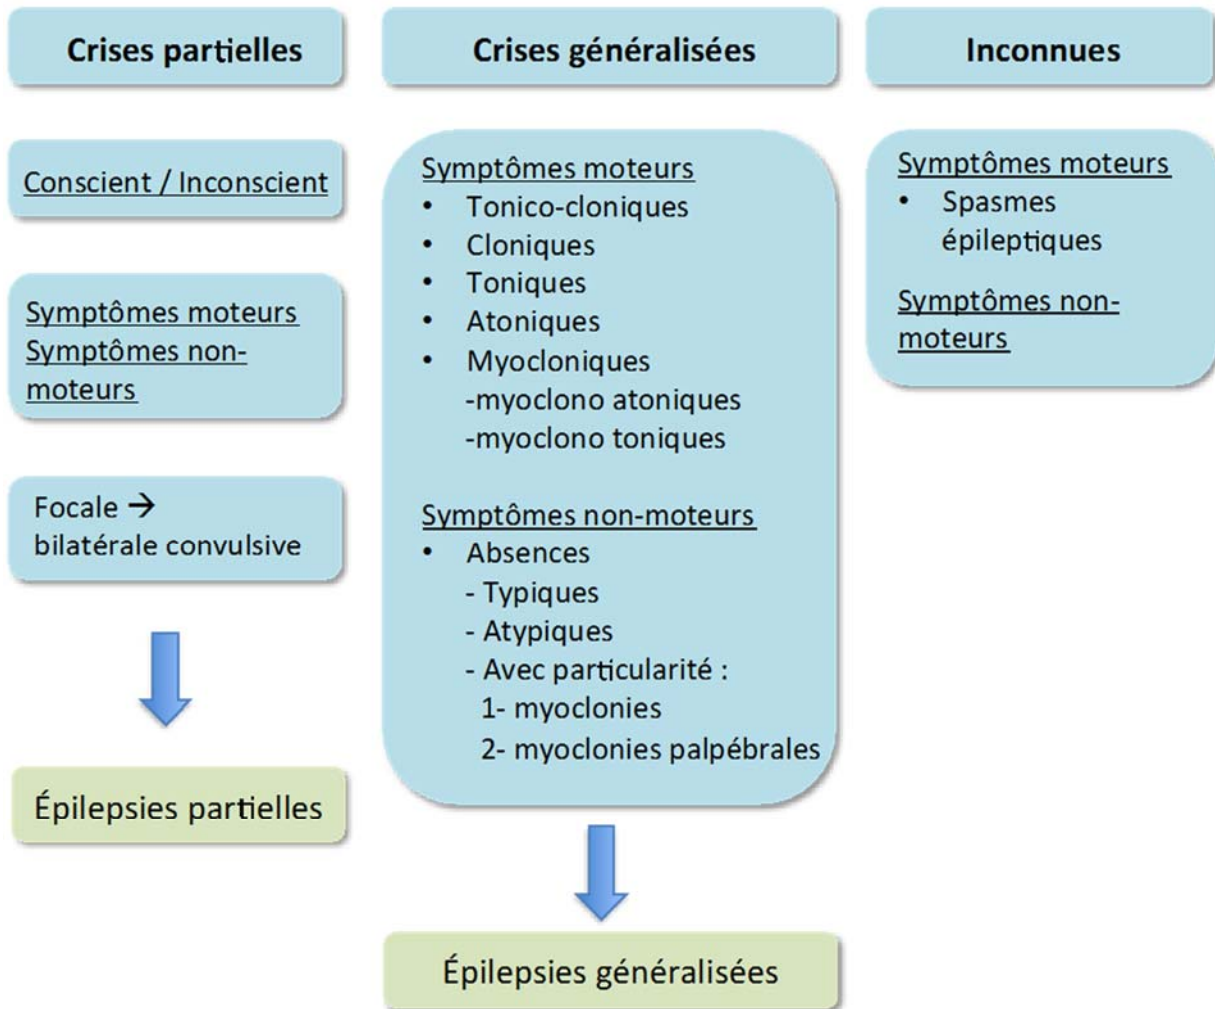 Crises partielles
Conscient / Inconscient
Symptômes moteurs
Symptômes non-
moteurs
Focale →
bilatérale convulsive
Épilepsies partielles
Crises généralisées
Symptômes moteurs
• Tonico-cloniques
• Cloniques
• Toniques
• Atoniques
• Myocloniques
-myoclono atoniques
-myoclono toniques
Symptômes non-moteurs
• Absences
- Typiques
- Atypiques
- Avec particularité :
1- myoclonies
2- myoclonies palpébrales
Épilepsies généralisées
Inconnues
Symptômes moteurs
• Spasmes
épileptiques
Symptômes non-
moteurs